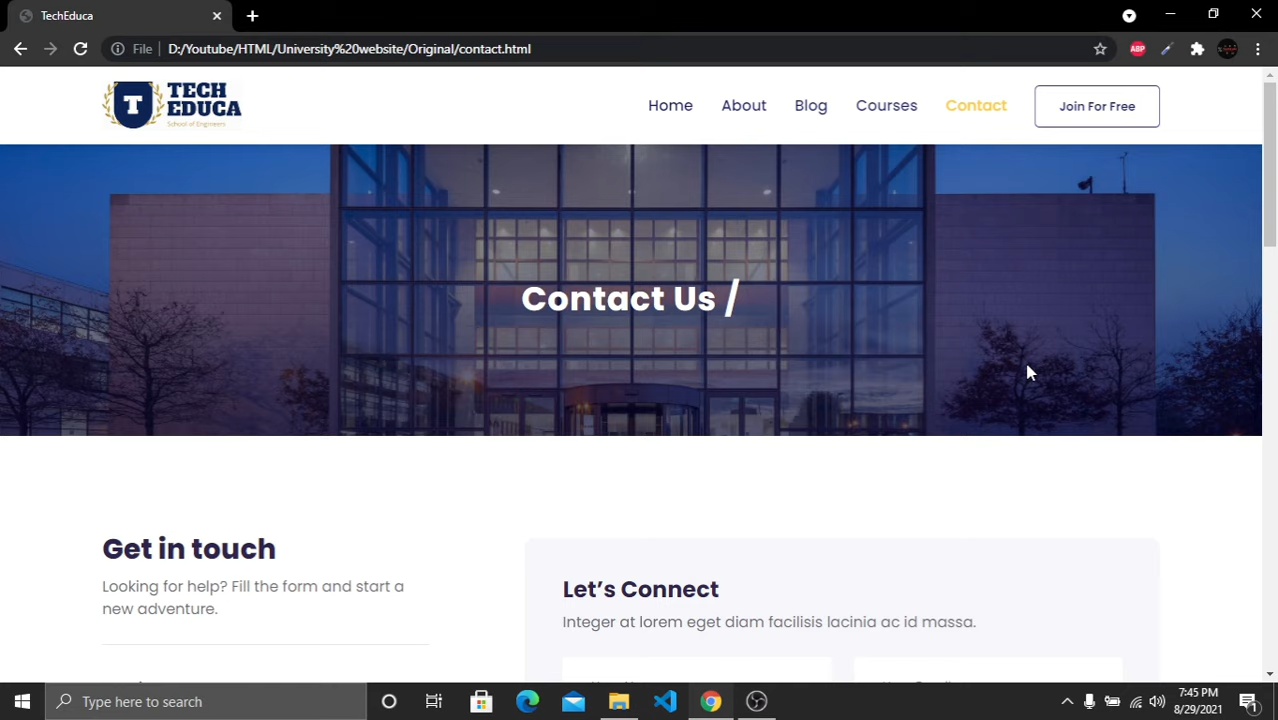 TechEduca
File
D:/Youtube/HTML/University%20website/Original/contact.html
ABP
T
TECH
EDUCA
School of Engineers
Home
About
Blog
Courses
Contact
Join For Free
Contact Us /
Get in touch
Looking for help? Fill the form and start a
new adventure.
Let’s Connect
Integer at lorem eget diam facilisis lacinia ac id massa.
Type here to search
7:45 PM
8/29/2021
1